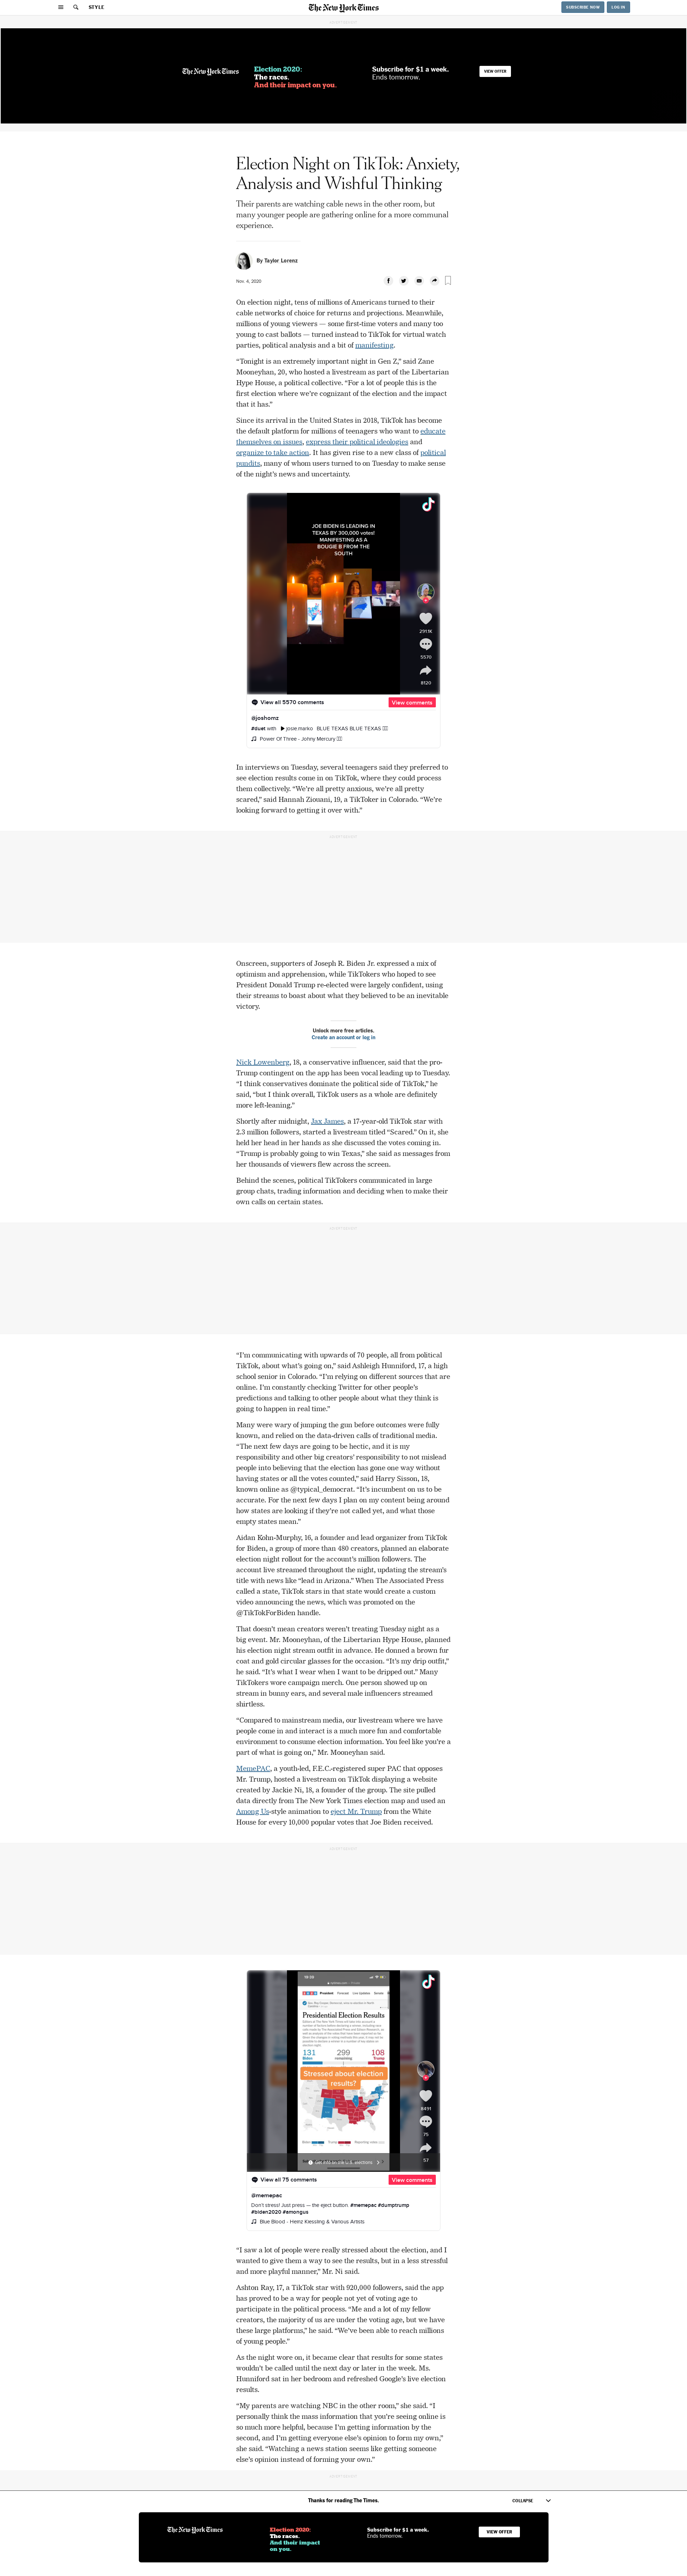 STYLE
The New York Times
SUBSCRIBE NOW
LOG IN
ADVERTISEMENT
The New York Times
Election 2020:
The races.
And their impact on you.
Subscribe for $1 a week.
Ends tomorrow.
VIEW OFFER
Election Night on TikTok: Anxiety,
Analysis and Wishful Thinking
Their parents are watching cable news in the other room, but
many younger people are gathering online for a more communal
experience.
By Taylor Lorenz
Nov. 4, 2020
On election night, tens of millions of Americans turned to their
cable networks of choice for returns and projections. Meanwhile,
millions of young viewers — some first-time voters and many too
young to cast ballots — turned instead to TikTok for virtual watch
parties, political analysis and a bit of manifesting.
“Tonight is an extremely important night in Gen Z,” said Zane
Mooneyhan, 20, who hosted a livestream as part of the Libertarian
Hype House, a political collective. “For a lot of people this is the
first election where we’re cognizant of the election and the impact
that it has.”
Since its arrival in the United States in 2018, TikTok has become
the default platform for millions of teenagers who want to educate
themselves on issues, express their political ideologies and
organize to take action. It has given rise to a new class of political
pundits, many of whom users turned to on Tuesday to make sense
of the night’s news and uncertainty.
JOE BIDEN IS LEADING IN
TEXAS BY 300,000 votes!
MANIFESTING AS A
BOUGIE B FROM THE
SOUTH
291.1K
5570
8120
View all 5570 comments
View comments
@joshomz
#duet with ▶ josie.marko BLUE TEXAS BLUE TEXAS
Power Of Three - Johny Mercury
In interviews on Tuesday, several teenagers said they preferred to
see election results come in on TikTok, where they could process
them collectively. “We’re all pretty anxious, we’re all pretty
scared,” said Hannah Ziouani, 19, a TikToker in Colorado. “We’re
looking forward to getting it over with.”
ADVERTISEMENT
Onscreen, supporters of Joseph R. Biden Jr. expressed a mix of
optimism and apprehension, while TikTokers who hoped to see
President Donald Trump re-elected were largely confident, using
their streams to boast about what they believed to be an inevitable
victory.
Unlock more free articles.
Create an account or log in
Nick Lowenberg, 18, a conservative influencer, said that the pro-
Trump contingent on the app has been vocal leading up to Tuesday.
“I think conservatives dominate the political side of TikTok,” he
said, “but I think overall, TikTok users as a whole are definitely
more left-leaning.”
Shortly after midnight, Jax James, a 17-year-old TikTok star with
2.3 million followers, started a livestream titled “Scared.” On it, she
held her head in her hands as she discussed the votes coming in.
“Trump is probably going to win Texas,” she said as messages from
her thousands of viewers flew across the screen.
Behind the scenes, political TikTokers communicated in large
group chats, trading information and deciding when to make their
own calls on certain states.
ADVERTISEMENT
“I’m communicating with upwards of 70 people, all from political
TikTok, about what’s going on,” said Ashleigh Hunniford, 17, a high
school senior in Colorado. “I’m relying on different sources that are
online. I’m constantly checking Twitter for other people’s
predictions and talking to other people about what they think is
going to happen in real time.”
Many were wary of jumping the gun before outcomes were fully
known, and relied on the data-driven calls of traditional media.
“The next few days are going to be hectic, and it is my
responsibility and other big creators’ responsibility to not mislead
people into believing that the election has gone one way without
having states or all the votes counted,” said Harry Sisson, 18,
known online as @typical_democrat. “It’s incumbent on us to be
accurate. For the next few days I plan on my content being around
how states are looking if they’re not called yet, and what those
empty states mean.”
Aidan Kohn-Murphy, 16, a founder and lead organizer from TikTok
for Biden, a group of more than 480 creators, planned an elaborate
election night rollout for the account’s million followers. The
account live streamed throughout the night, updating the stream’s
title with news like “lead in Arizona.” When The Associated Press
called a state, TikTok stars in that state would create a custom
video announcing the news, which was promoted on the
@TikTokForBiden handle.
That doesn’t mean creators weren’t treating Tuesday night as a
big event. Mr. Mooneyhan, of the Libertarian Hype House, planned
his election night stream outfit in advance. He donned a brown fur
coat and gold circular glasses for the occasion. “It’s my drip outfit,”
he said. “It’s what I wear when I want to be dripped out.” Many
TikTokers wore campaign merch. One person showed up on
stream in bunny ears, and several male influencers streamed
shirtless.
“Compared to mainstream media, our livestream where we have
people come in and interact is a much more fun and comfortable
environment to consume election information. You feel like you’re a
part of what is going on,” Mr. Mooneyhan said.
MemePAC, a youth-led, F.E.C.-registered super PAC that opposes
Mr. Trump, hosted a livestream on TikTok displaying a website
created by Jackie Ni, 18, a founder of the group. The site pulled
data directly from The New York Times election map and used an
Among Us-style animation to eject Mr. Trump from the White
House for every 10,000 popular votes that Joe Biden received.
ADVERTISEMENT
Presidential Election Results
131
299
108
Biden
Remaining
Trump
Stressed about election
results?
8491
75
57
View all 75 comments
View comments
@memepac
Don't stress! Just press — the eject button. #memepac #dumptrump
#biden2020 #amongus
Blue Blood - Heinz Kiessling & Various Artists
“I saw a lot of people were really stressed about the election, and I
wanted to give them a way to see the results, but in a less stressful
and more playful manner,” Mr. Ni said.
Ashton Ray, 17, a TikTok star with 920,000 followers, said the app
has proved to be a way for people not yet of voting age to
participate in the political process. “Me and a lot of my fellow
creators, the majority of us are under the voting age, but we have
these large platforms,” he said. “We’ve been able to reach millions
of young people.”
As the night wore on, it became clear that results for some states
wouldn’t be called until the next day or later in the week. Ms.
Hunniford sat in her bedroom and refreshed Google’s live election
results.
“My parents are watching NBC in the other room,” she said. “I
personally think the mass information that you’re seeing online is
so much more helpful, because I’m getting information by the
second, and I’m getting everyone else’s opinion to form my own,”
she said. “Watching a news station seems like getting someone
else’s opinion instead of forming your own.”
ADVERTISEMENT
Thanks for reading The Times.
COLLAPSE
The New York Times
Election 2020:
The races.
And their impact
on you.
Subscribe for $1 a week.
Ends tomorrow.
VIEW OFFER